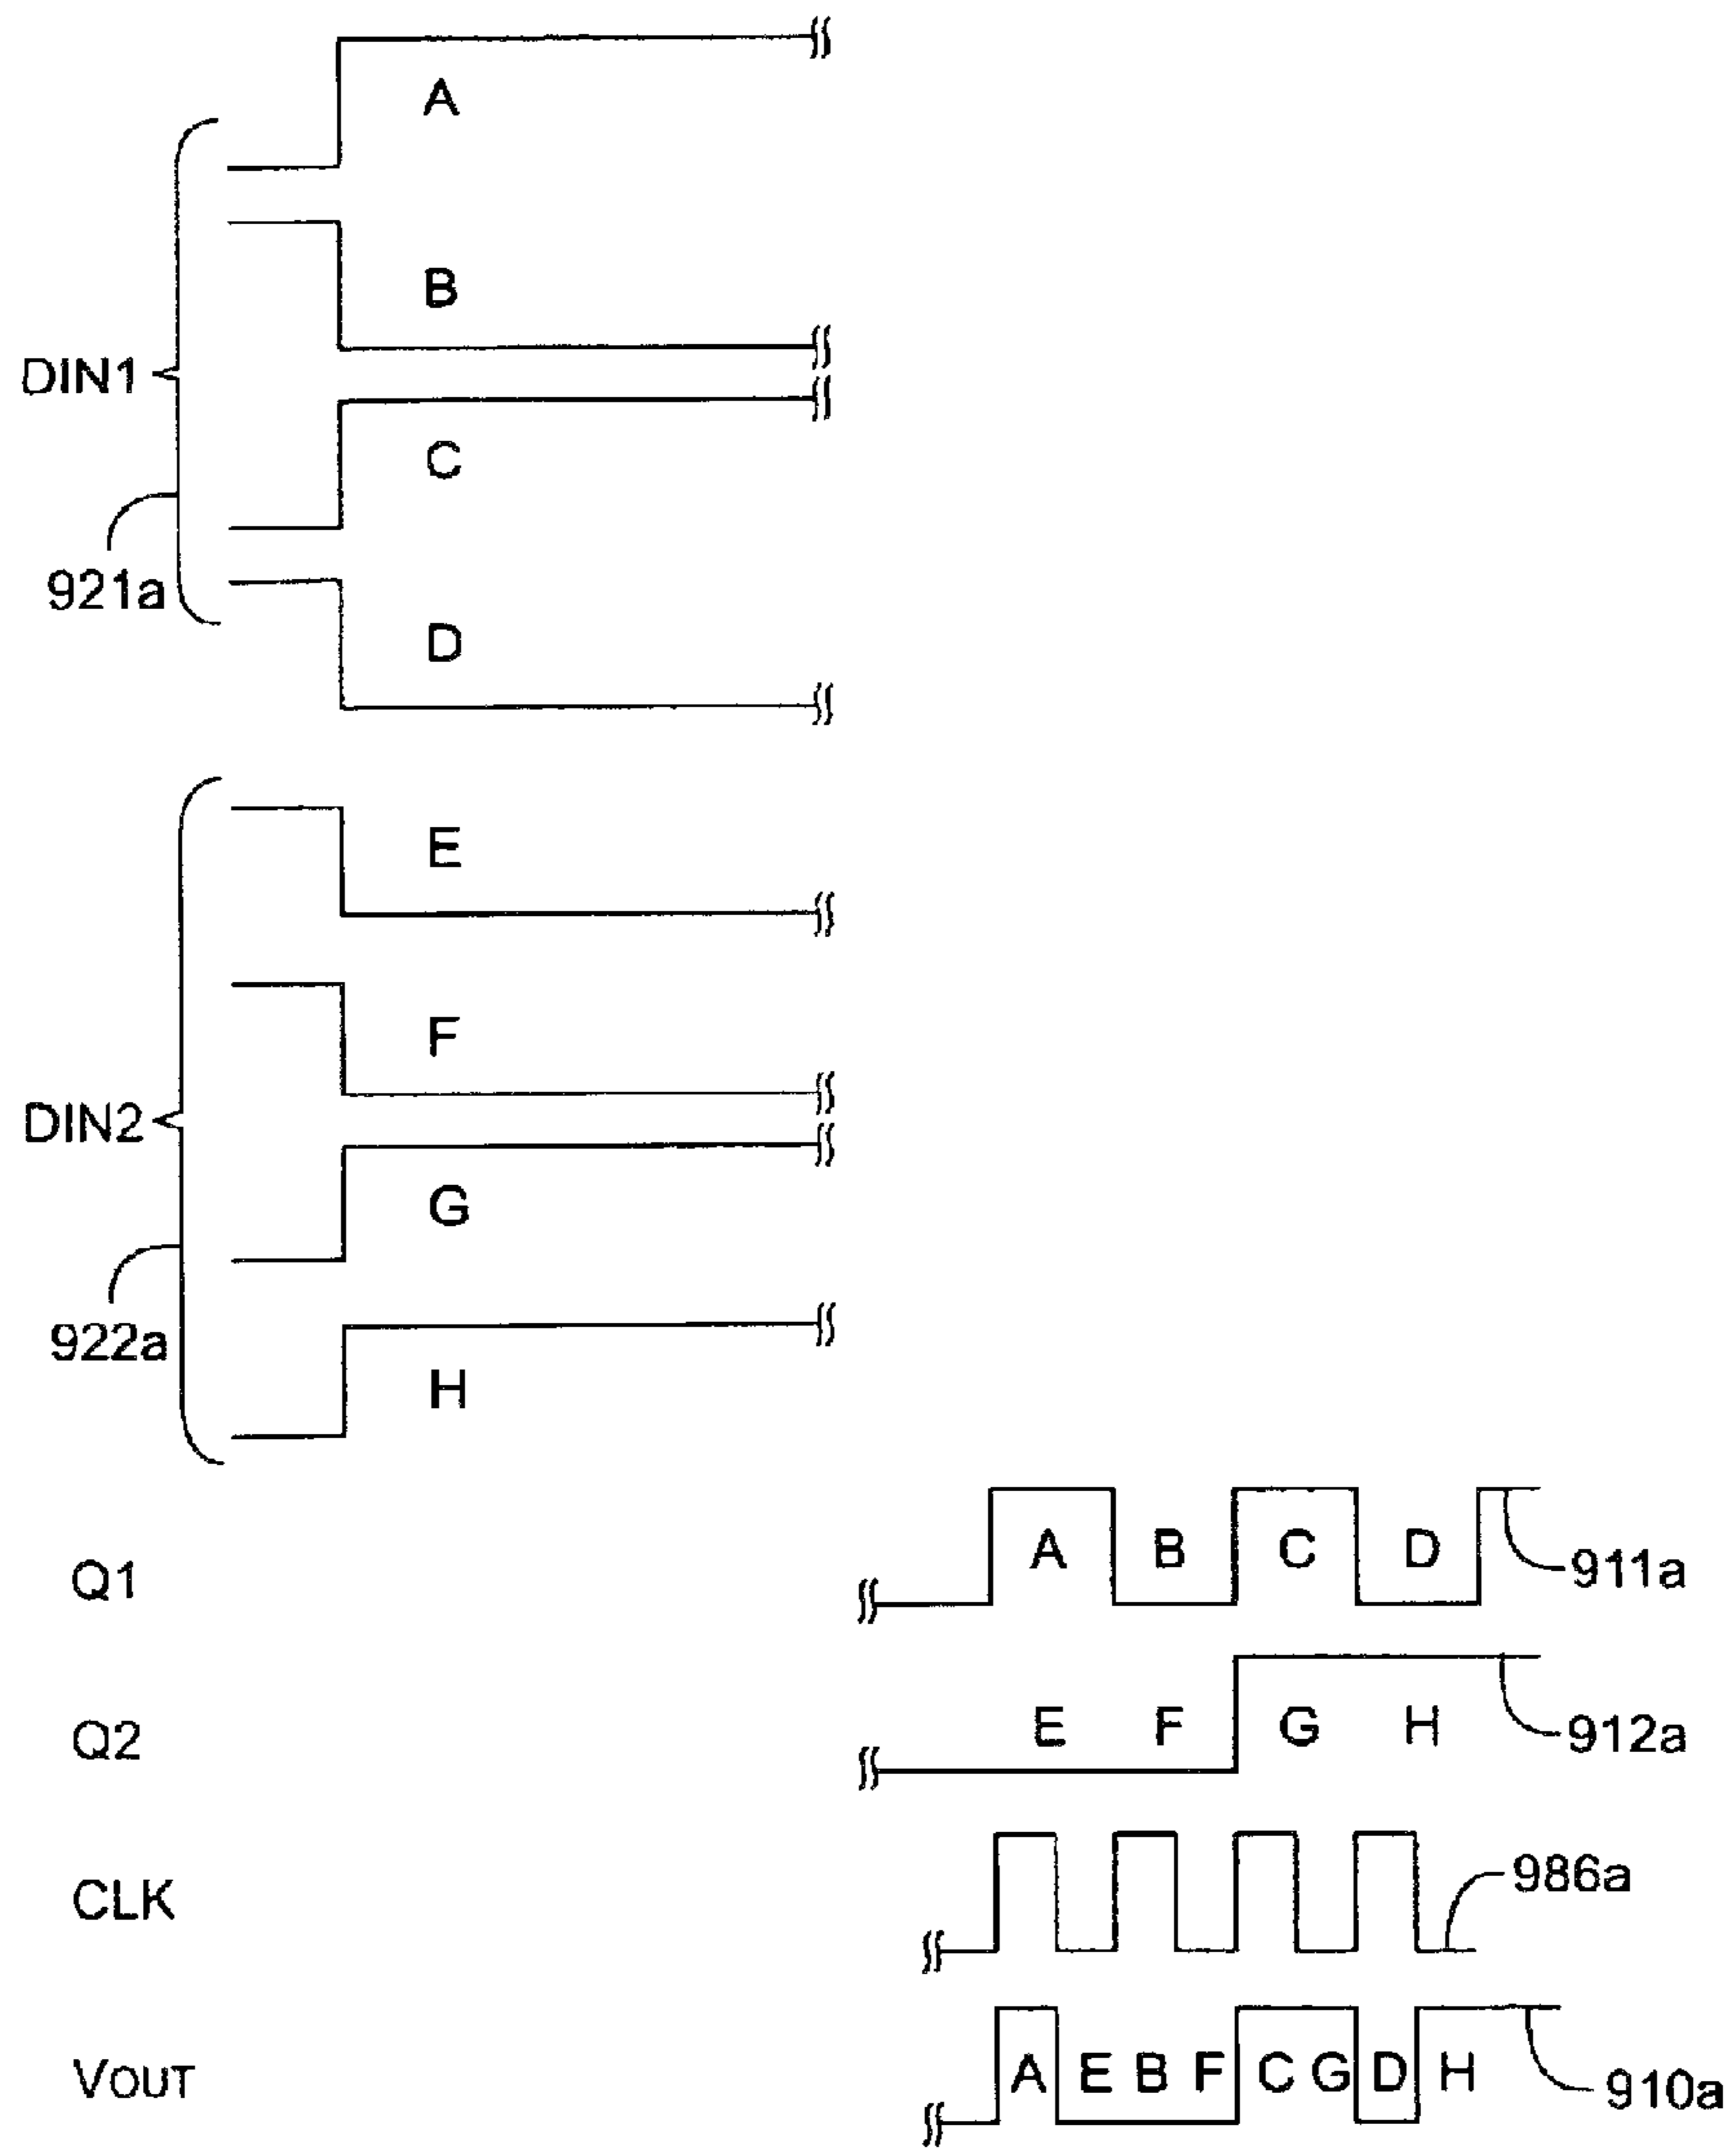 A
B
DIN1
C
921a
D
E
F
DIN2
G
922a
H
Q1 A B C D 911a
Q2 E F G H 912a
CLK 986a
VOUT A E B F C G D H 910a